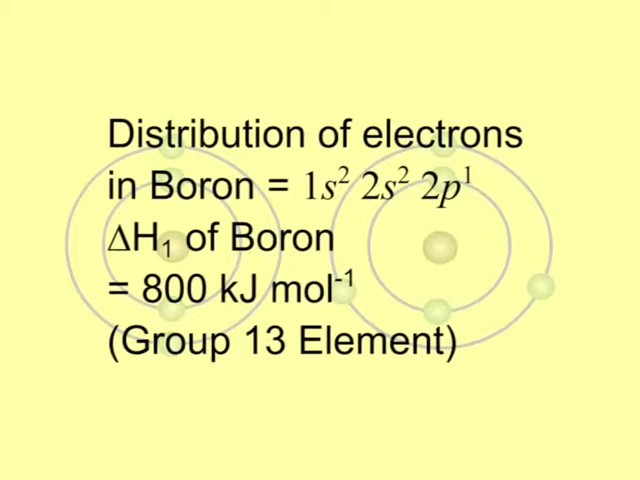 Distribution of electrons
in Boron = 1s² 2s² 2p¹
ΔH₁ of Boron
= 800 kJ mol⁻¹
(Group 13 Element)